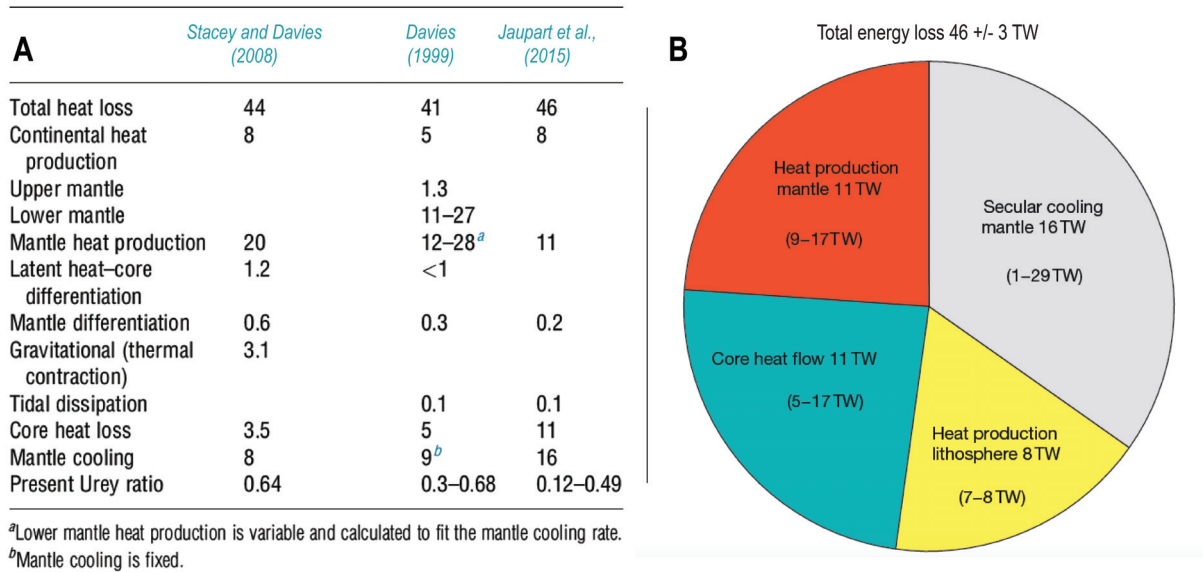 A
Stacey and Davies Davies Jaupart et al.,
(2008) (1999) (2015)
Total heat loss 44 41 46
Continental heat 8 5 8
production
Upper mantle 1.3
Lower mantle 11–27
Mantle heat production 20 12–28a 11
Latent heat–core 1.2 <1
differentiation
Mantle differentiation 0.6 0.3 0.2
Gravitational (thermal 3.1
contraction)
Tidal dissipation 0.1 0.1
Core heat loss 3.5 5 11
Mantle cooling 8 9b 16
Present Urey ratio 0.64 0.3–0.68 0.12–0.49
aLower mantle heat production is variable and calculated to fit the mantle cooling rate.
bMantle cooling is fixed.
B
Total energy loss 46 +/- 3 TW
Heat production
mantle 11 TW
(9–17TW)
Secular cooling
mantle 16 TW
(1–29 TW)
Core heat flow 11 TW
(5–17 TW)
Heat production
lithosphere 8 TW
(7–8 TW)